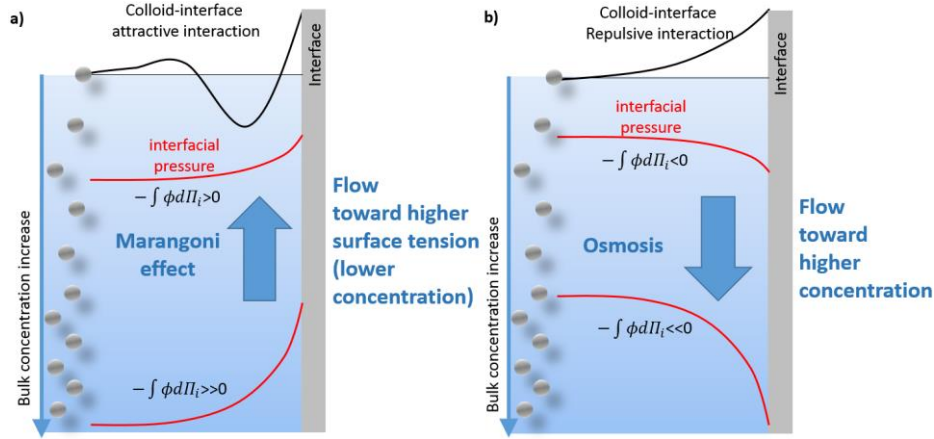 a)
Colloid-interface
attractive interaction
Interface
interfacial
pressure
− ∫ ϕdΠᵢ>0
Marangoni
effect
Flow
toward higher
surface tension
(lower
concentration)
− ∫ ϕdΠᵢ>>0
Bulk concentration increase
b)
Colloid-interface
Repulsive interaction
Interface
interfacial
pressure
− ∫ ϕdΠᵢ<0
Osmosis
Flow
toward
higher
concentration
− ∫ ϕdΠᵢ<<0
Bulk concentration increase